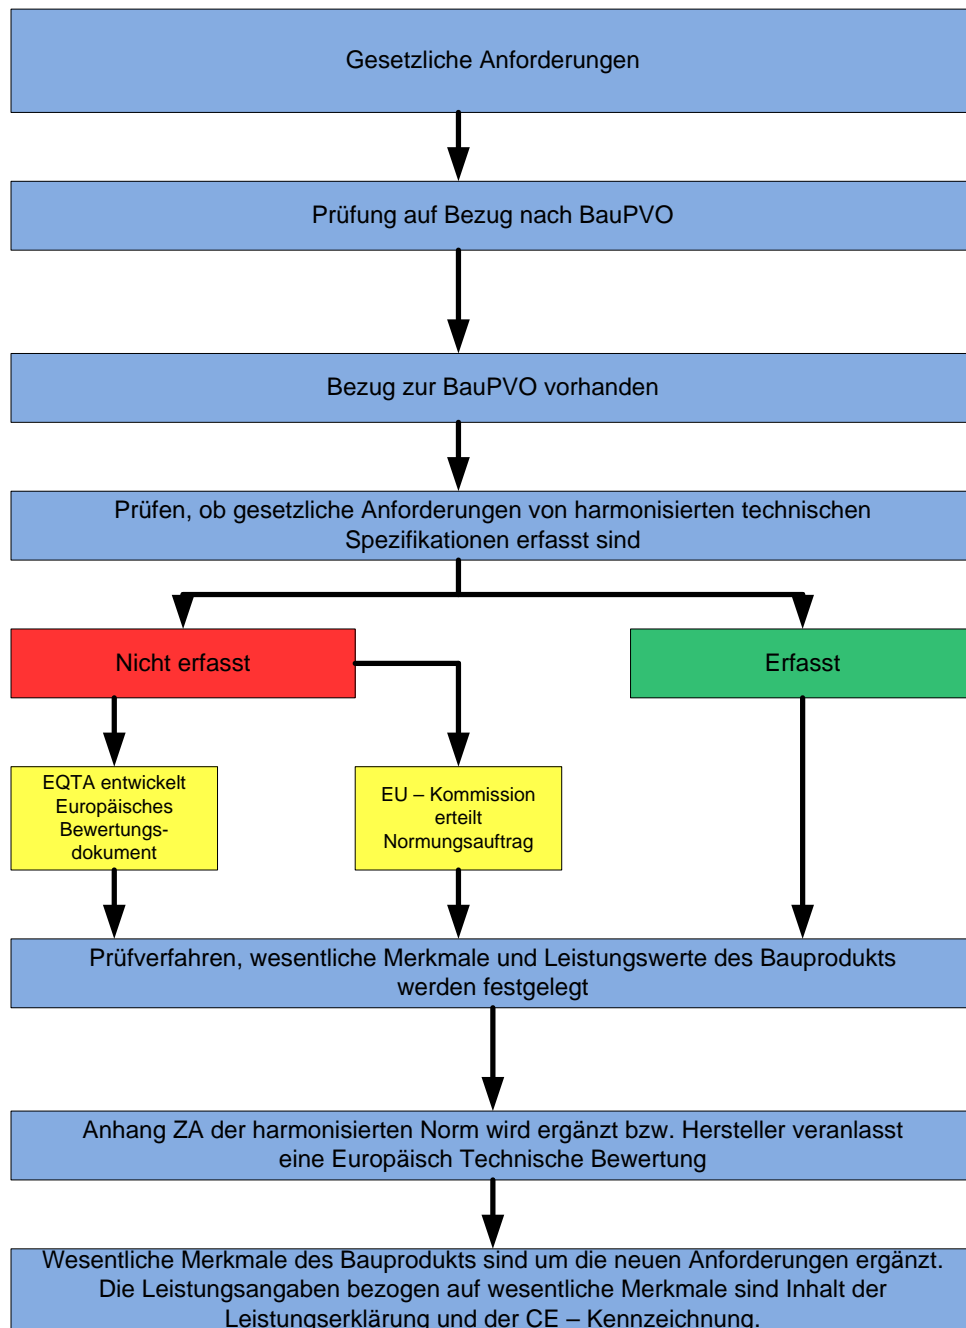 Gesetzliche Anforderungen
Prüfung auf Bezug nach BauPVO
Bezug zur BauPVO vorhanden
Prüfen, ob gesetzliche Anforderungen von harmonisierten technischen
Spezifikationen erfasst sind
Nicht erfasst
Erfasst
EQTA entwickelt
Europäisches
Bewertungs-
dokument
EU – Kommission
erteilt
Normungsauftrag
Prüfverfahren, wesentliche Merkmale und Leistungswerte des Bauprodukts
werden festgelegt
Anhang ZA der harmonisierten Norm wird ergänzt bzw. Hersteller veranlasst
eine Europäisch Technische Bewertung
Wesentliche Merkmale des Bauprodukts sind um die neuen Anforderungen ergänzt.
Die Leistungsangaben bezogen auf wesentliche Merkmale sind Inhalt der
Leistungserklärung und der CE – Kennzeichnung.